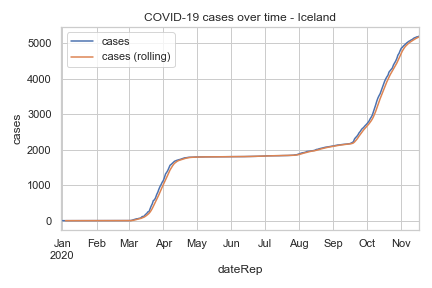 COVID-19 cases over time - Iceland
cases
cases (rolling)
cases
5000
4000
3000
2000
1000
0
Jan Feb Mar Apr May Jun Jul Aug Sep Oct Nov
2020
dateRep